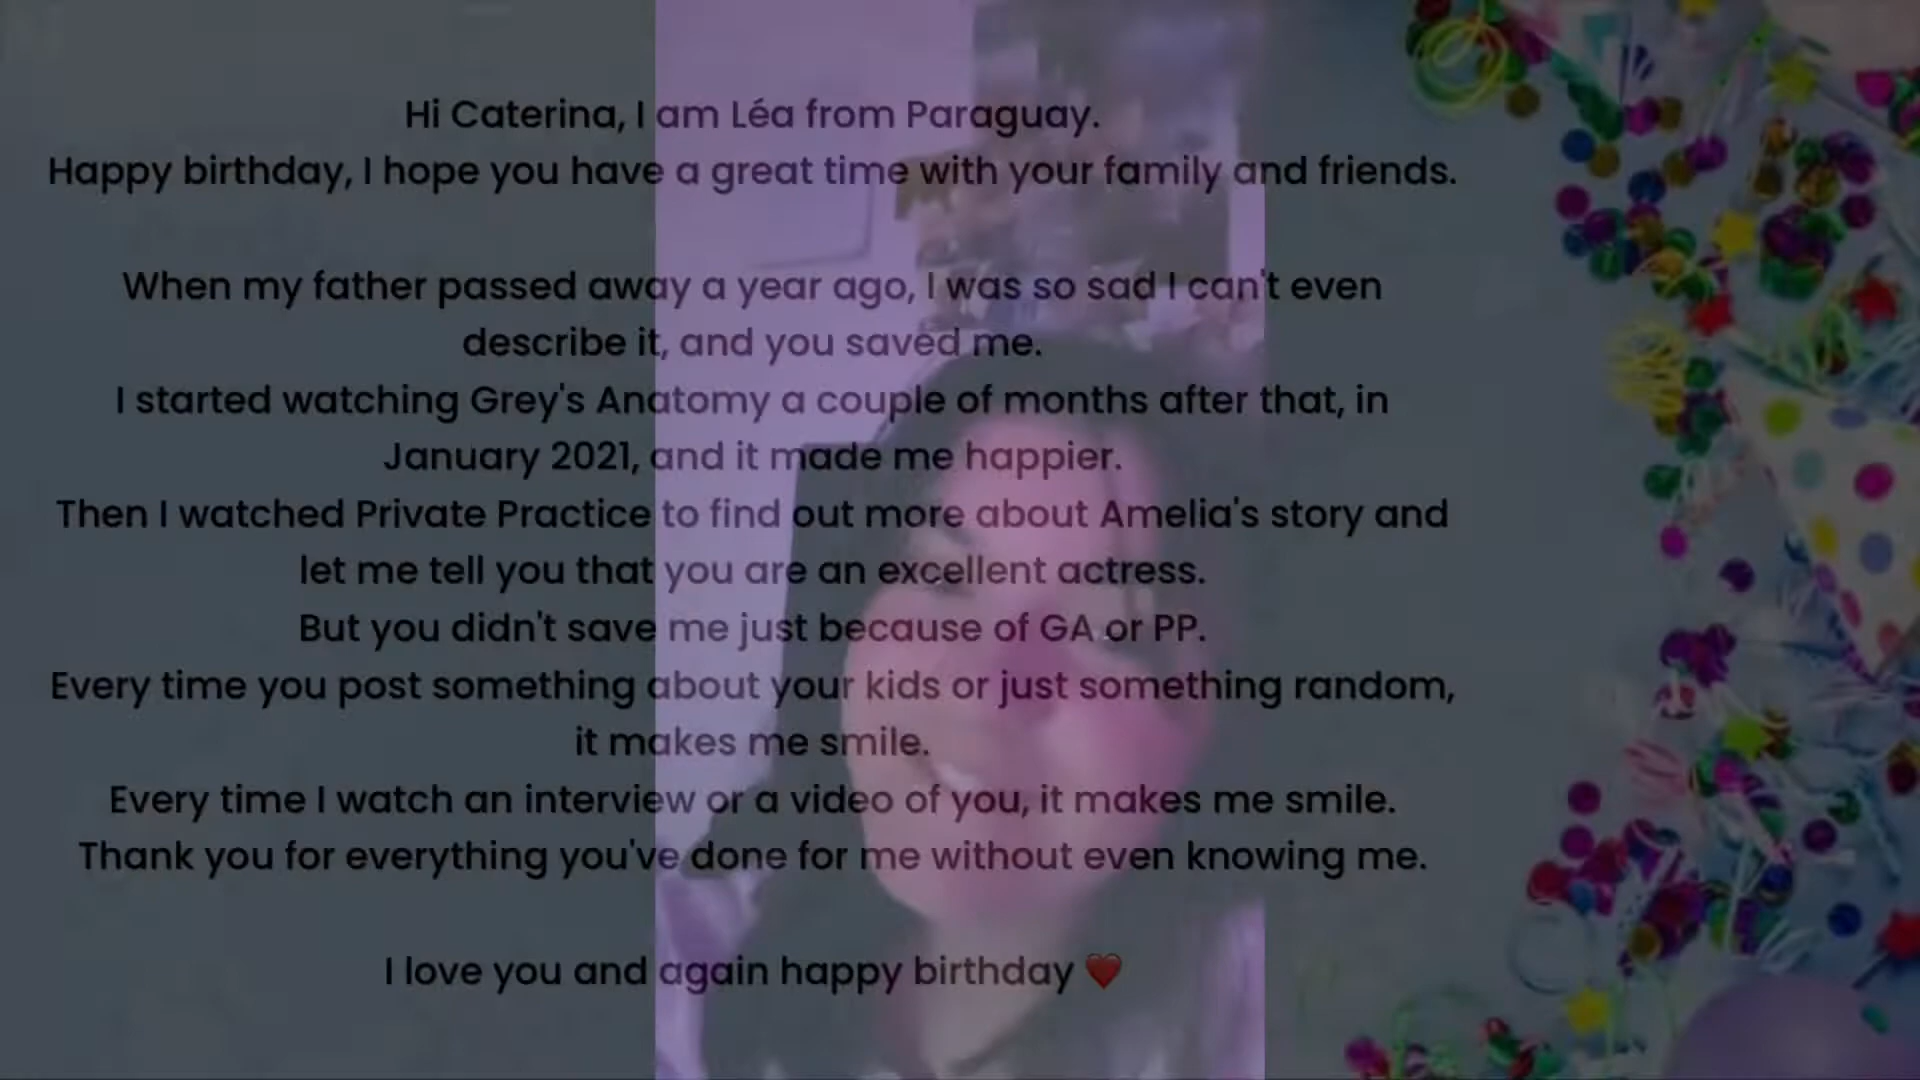 Hi Caterina, I am Léa from Paraguay.
Happy birthday, I hope you have a great time with your family and friends.
When my father passed away a year ago, I was so sad I can't even
describe it, and you saved me.
I started watching Grey's Anatomy a couple of months after that, in
January 2021, and it made me happier.
Then I watched Private Practice to find out more about Amelia's story and
let me tell you that you are an excellent actress.
But you didn't save me just because of GA or PP.
Every time you post something about your kids or just something random,
it makes me smile.
Every time I watch an interview or a video of you, it makes me smile.
Thank you for everything you've done for me without even knowing me.
I love you and again happy birthday ❤️